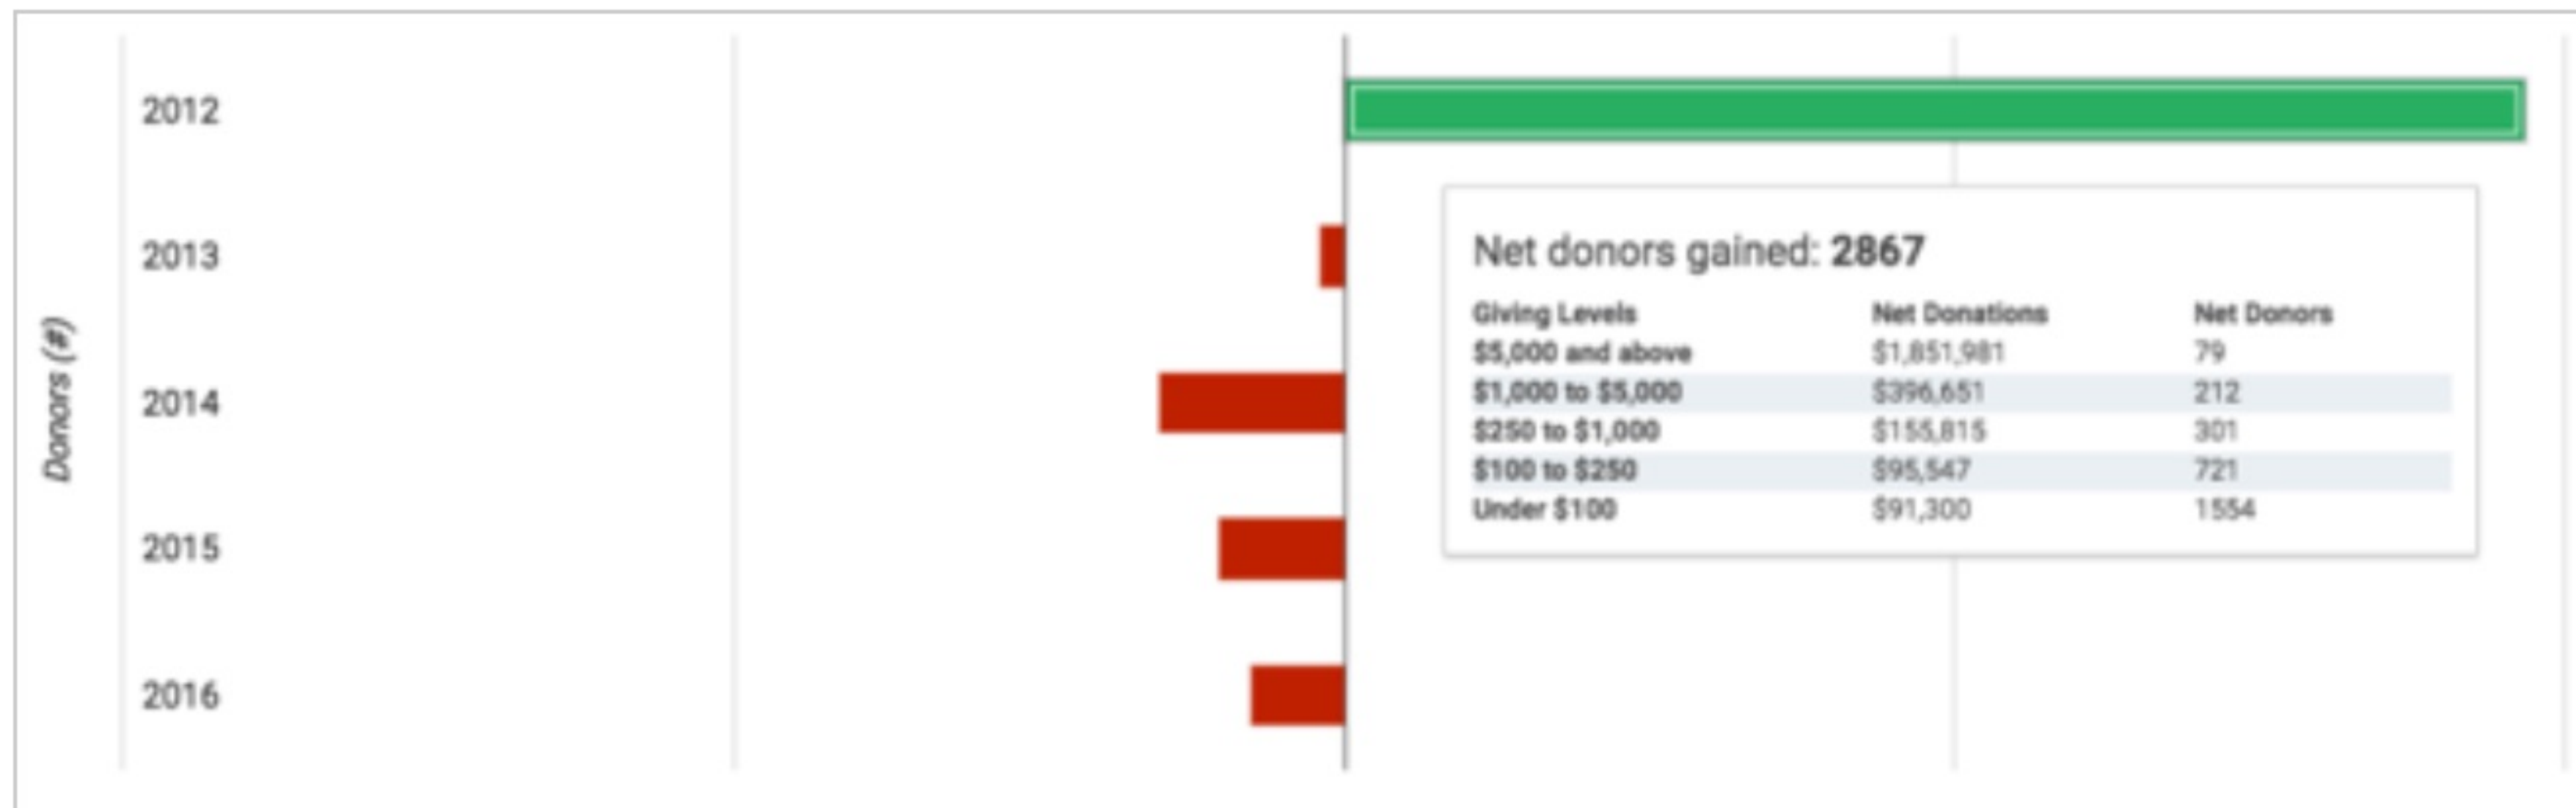 Donors (#)
2012
2013
2014
2015
2016
Net donors gained: 2867
Giving Levels Net Donations Net Donors
$5,000 and above $1,851,981 79
$1,000 to $5,000 $396,651 212
$250 to $1,000 $155,815 301
$100 to $250 $95,547 721
Under $100 $91,300 1554